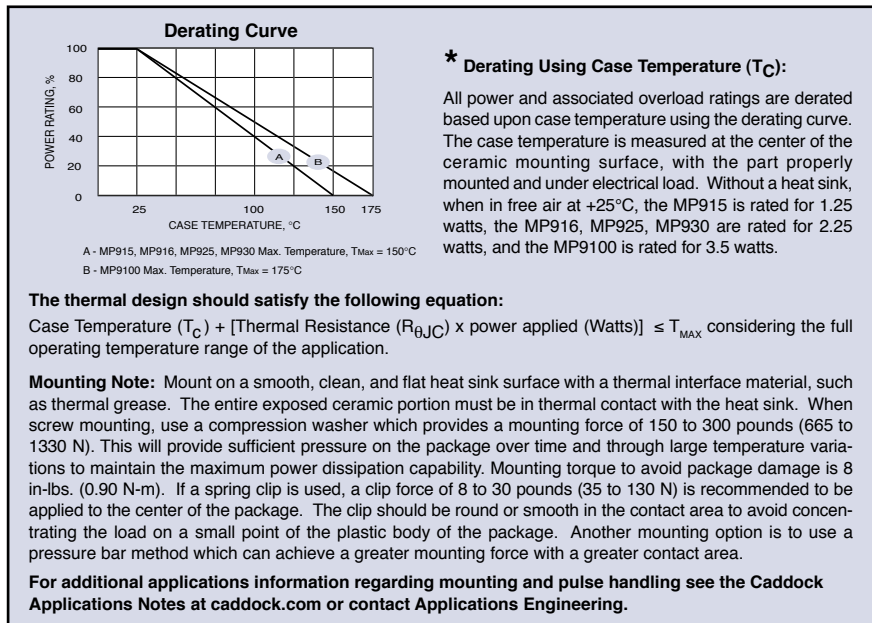 Derating Curve
POWER RATING, %
100
80
60
40
20
0
A
B
25
100
150
175
CASE TEMPERATURE, °C
A - MP915, MP916, MP925, MP930 Max. Temperature, TMax = 150°C
B - MP9100 Max. Temperature, TMax = 175°C
* Derating Using Case Temperature (TC):
All power and associated overload ratings are derated
based upon case temperature using the derating curve.
The case temperature is measured at the center of the
ceramic mounting surface, with the part properly
mounted and under electrical load. Without a heat sink,
when in free air at +25°C, the MP915 is rated for 1.25
watts, the MP916, MP925, MP930 are rated for 2.25
watts, and the MP9100 is rated for 3.5 watts.
The thermal design should satisfy the following equation:
Case Temperature (TC) + [Thermal Resistance (RθJC) x power applied (Watts)] ≤ TMAX considering the full
operating temperature range of the application.
Mounting Note: Mount on a smooth, clean, and flat heat sink surface with a thermal interface material, such
as thermal grease. The entire exposed ceramic portion must be in thermal contact with the heat sink. When
screw mounting, use a compression washer which provides a mounting force of 150 to 300 pounds (665 to
1330 N). This will provide sufficient pressure on the package over time and through large temperature varia-
tions to maintain the maximum power dissipation capability. Mounting torque to avoid package damage is 8
in-lbs. (0.90 N-m). If a spring clip is used, a clip force of 8 to 30 pounds (35 to 130 N) is recommended to be
applied to the center of the package. The clip should be round or smooth in the contact area to avoid concen-
trating the load on a small point of the plastic body of the package. Another mounting option is to use a
pressure bar method which can achieve a greater mounting force with a greater contact area.
For additional applications information regarding mounting and pulse handling see the Caddock
Applications Notes at caddock.com or contact Applications Engineering.